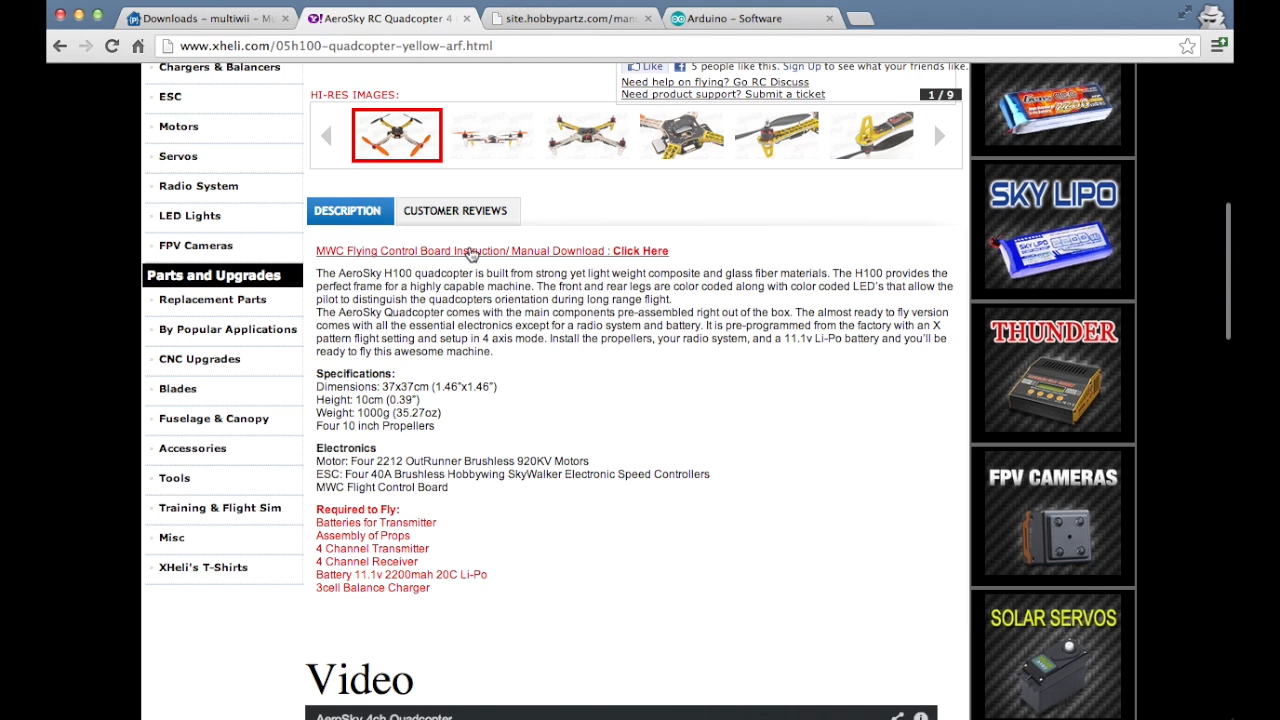 Downloads – multiwii – Mu
AeroSky RC Quadcopter 4
site.hobbypartz.com/man
Arduino – Software
www.xheli.com/05h100-quadcopter-yellow-arf.html
Chargers & Balancers
ESC
Motors
Servos
Radio System
LED Lights
FPV Cameras
Parts and Upgrades
Replacement Parts
By Popular Applications
CNC Upgrades
Blades
Fuselage & Canopy
Accessories
Tools
Training & Flight Sim
Misc
XHeli's T-Shirts
Like 5 people like this. Sign Up to see what your friends like.
Need help on flying? Go RC Discuss
Need product support? Submit a ticket
HI-RES IMAGES:
1 / 9
DESCRIPTION
CUSTOMER REVIEWS
MWC Flying Control Board Instruction/ Manual Download : Click Here
The AeroSky H100 quadcopter is built from strong yet light weight composite and glass fiber materials. The H100 provides the
perfect frame for a highly capable machine. The front and rear legs are color coded along with color coded LED's that allow the
pilot to distinguish the quadcopters orientation during long range flight.
The AeroSky Quadcopter comes with the main components pre-assembled right out of the box. The almost ready to fly version
comes with all the essential electronics except for a radio system and battery. It is pre-programmed from the factory with an X
pattern flight setting and setup in 4 axis mode. Install the propellers, your radio system, and a 11.1v Li-Po battery and you'll be
ready to fly this awesome machine.
Specifications:
Dimensions: 37x37cm (1.46"x1.46")
Height: 10cm (0.39")
Weight: 1000g (35.27oz)
Four 10 inch Propellers
Electronics
Motor: Four 2212 OutRunner Brushless 920KV Motors
ESC: Four 40A Brushless Hobbywing SkyWalker Electronic Speed Controllers
MWC Flight Control Board
Required to Fly:
Batteries for Transmitter
Assembly of Props
4 Channel Transmitter
4 Channel Receiver
Battery 11.1v 2200mah 20C Li-Po
3cell Balance Charger
Video
AeroSky 4ch Quadcopter
SKY LIPO
THUNDER
FPV CAMERAS
SOLAR SERVOS